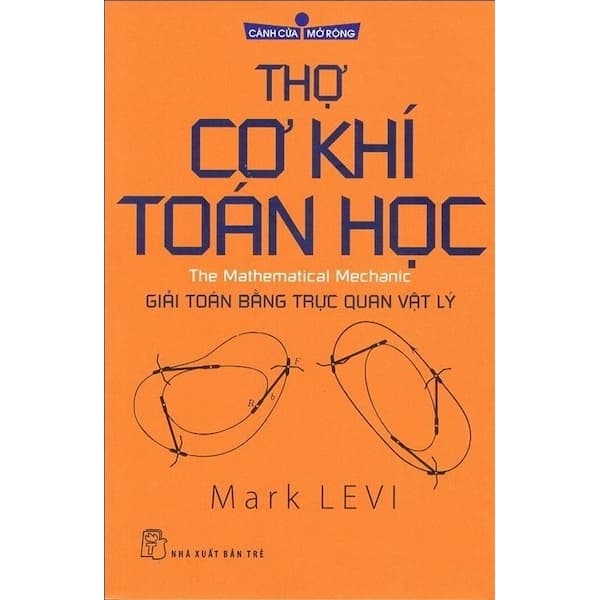 CÁNH CỬA MỞ RỘNG
THỢ
CƠ KHÍ
TOÁN HỌC
The Mathematical Mechanic
GIẢI TOÁN BẰNG TRỰC QUAN VẬT LÝ
F
R
b
Mark LEVI
T
NHÀ XUẤT BẢN TRẺ